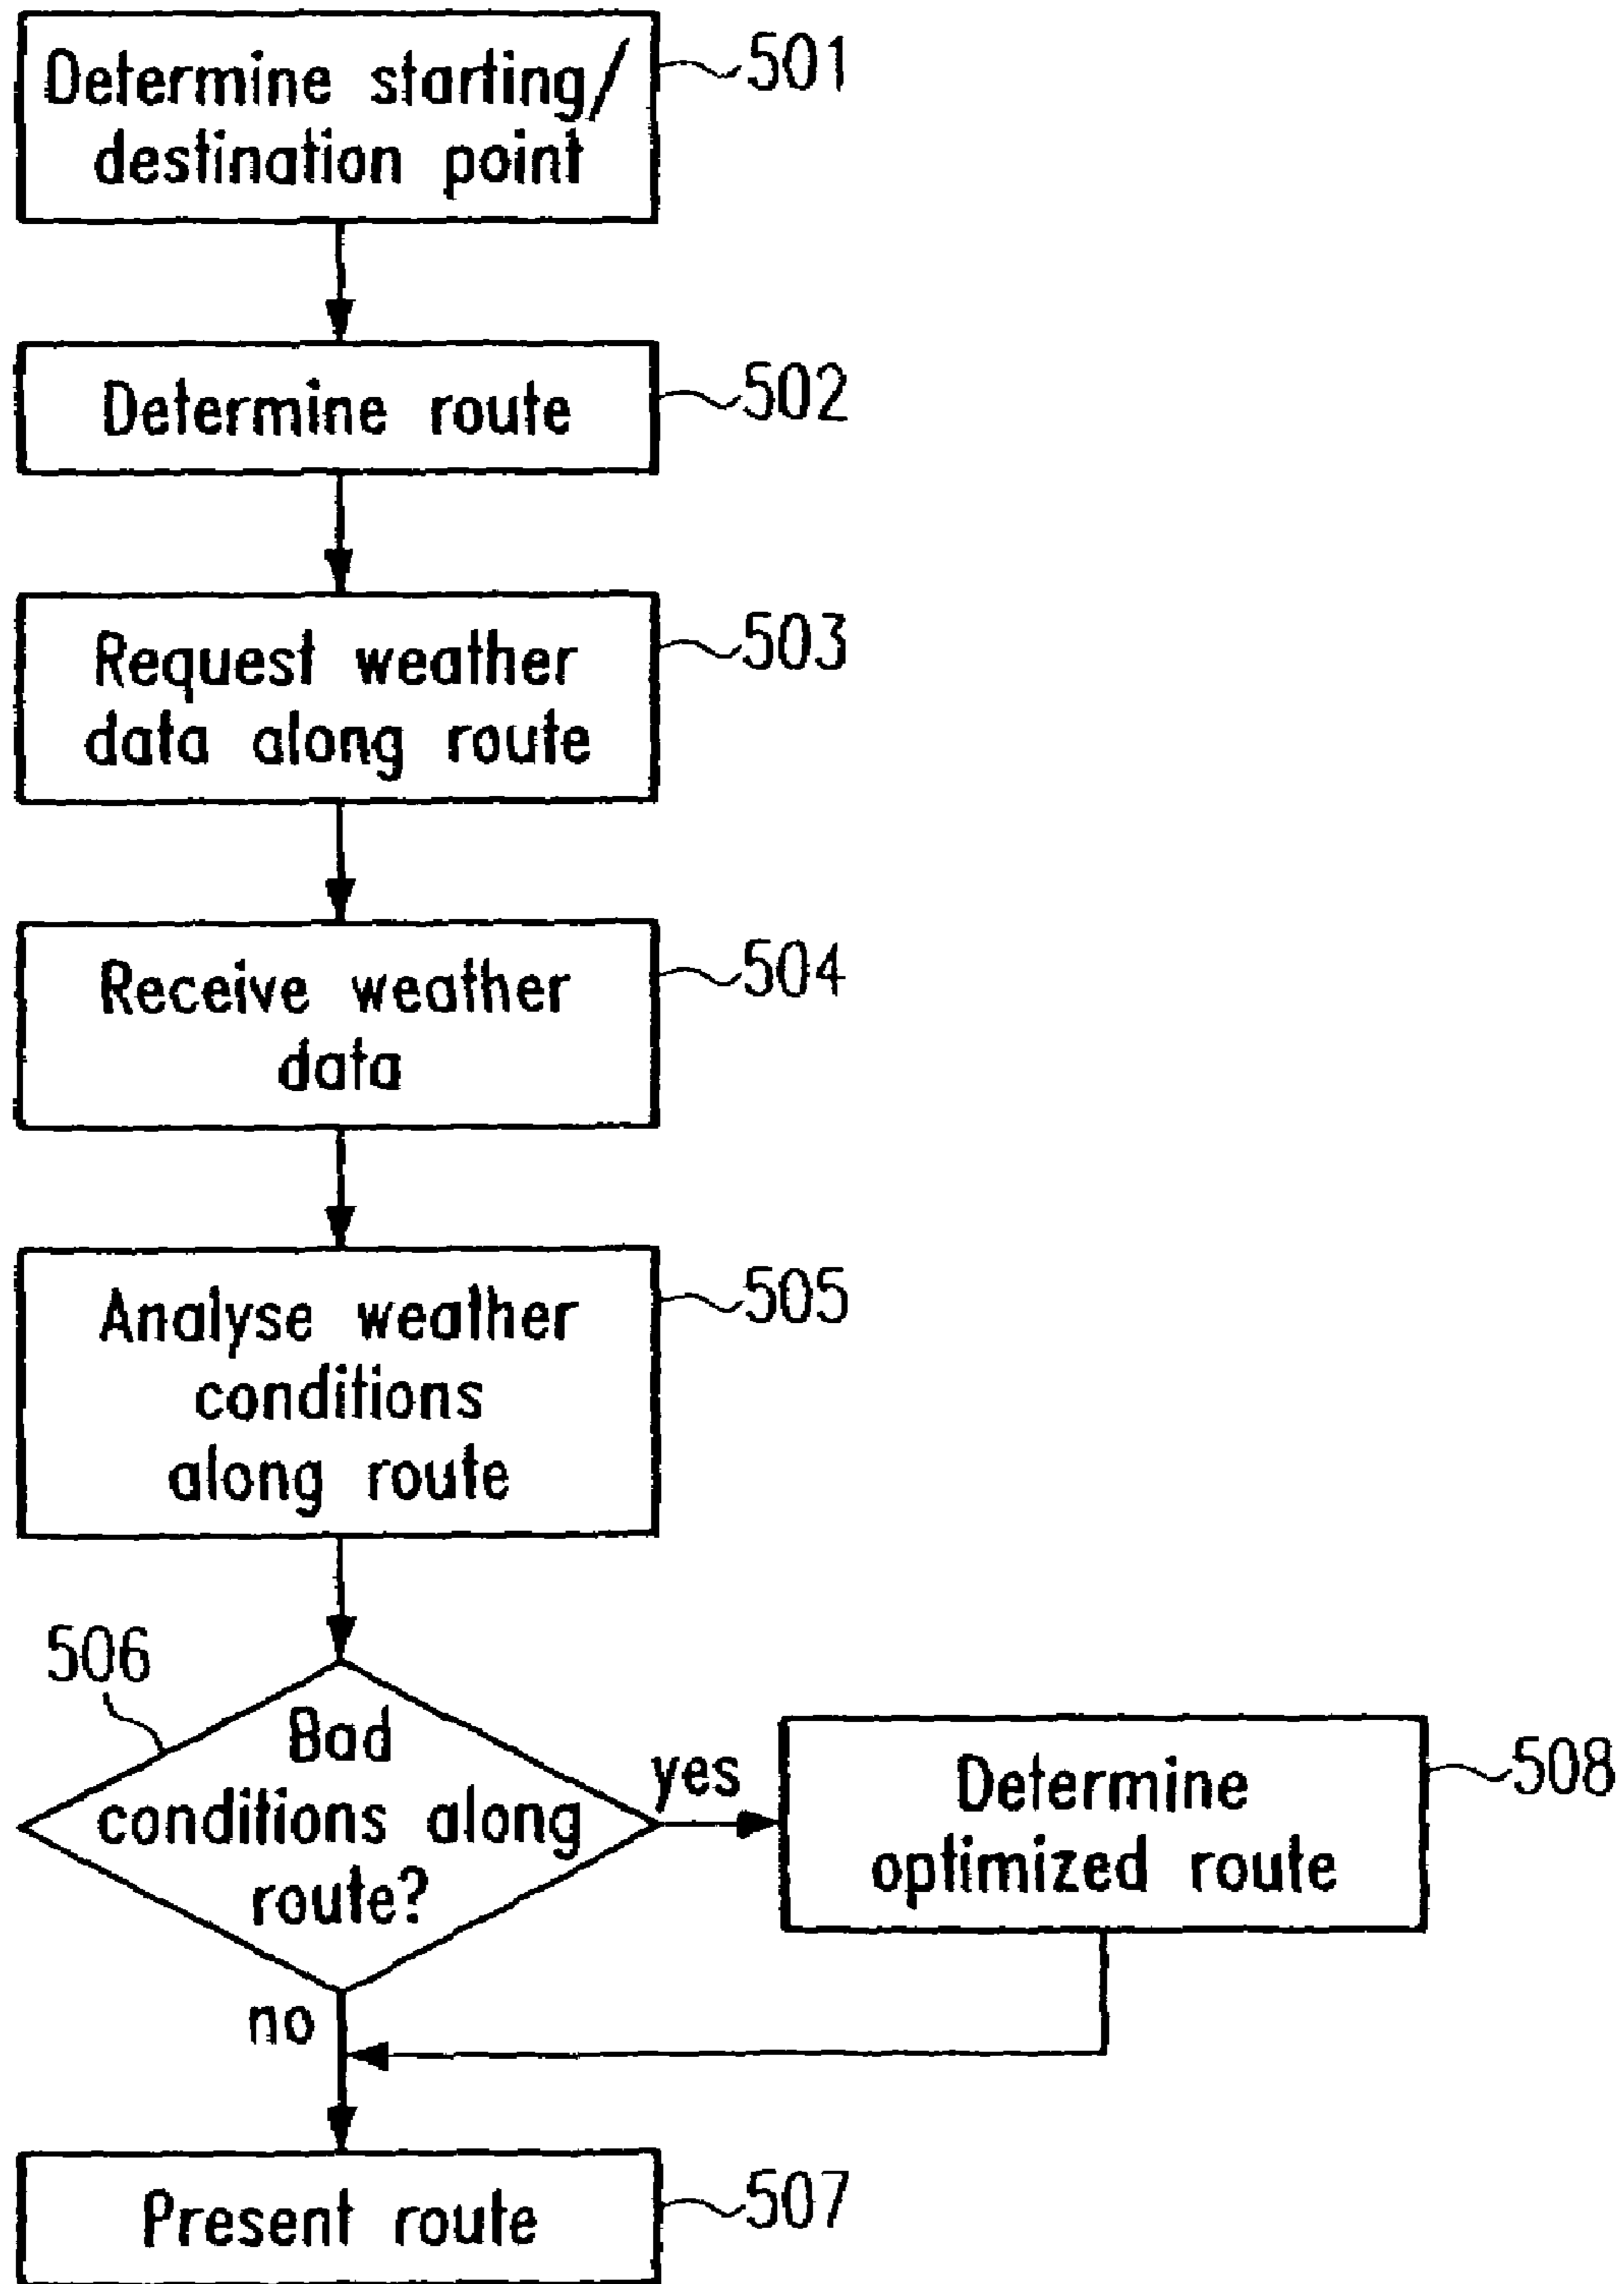 Determine starting/
destination point
501
Determine route
502
Request weather
data along route
503
Receive weather
data
504
Analyse weather
conditions
along route
505
506
Bad
conditions along
route?
yes
Determine
optimized route
508
no
Present route
507